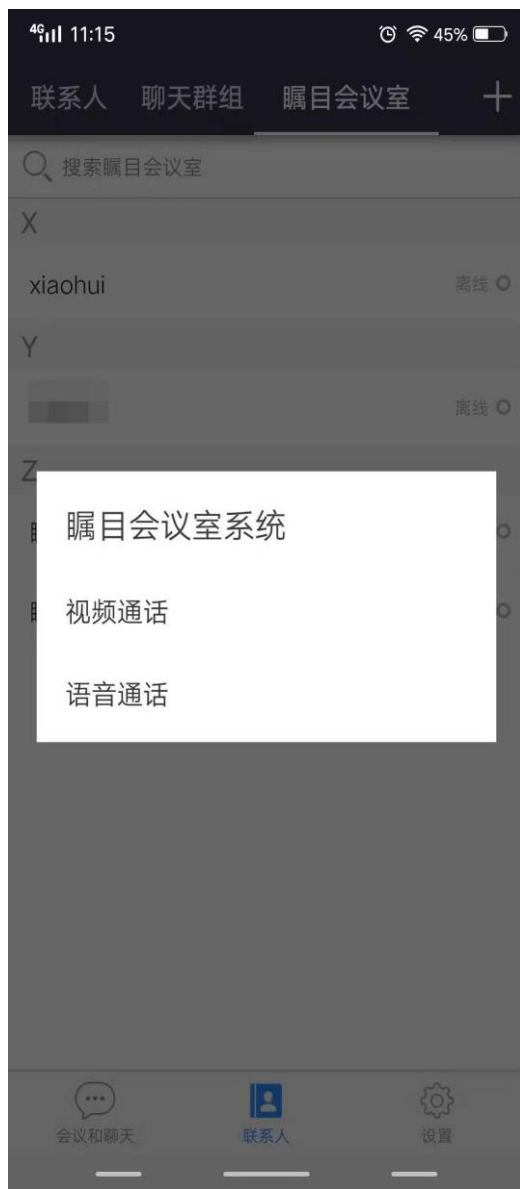 4G 11:15 45%
联系人 聊天群组 瞩目会议室
搜索瞩目会议室
X
xiaohui 离线
Y
离线
Z
瞩目会议室系统
视频通话
语音通话
会议和聊天 联系人 设置